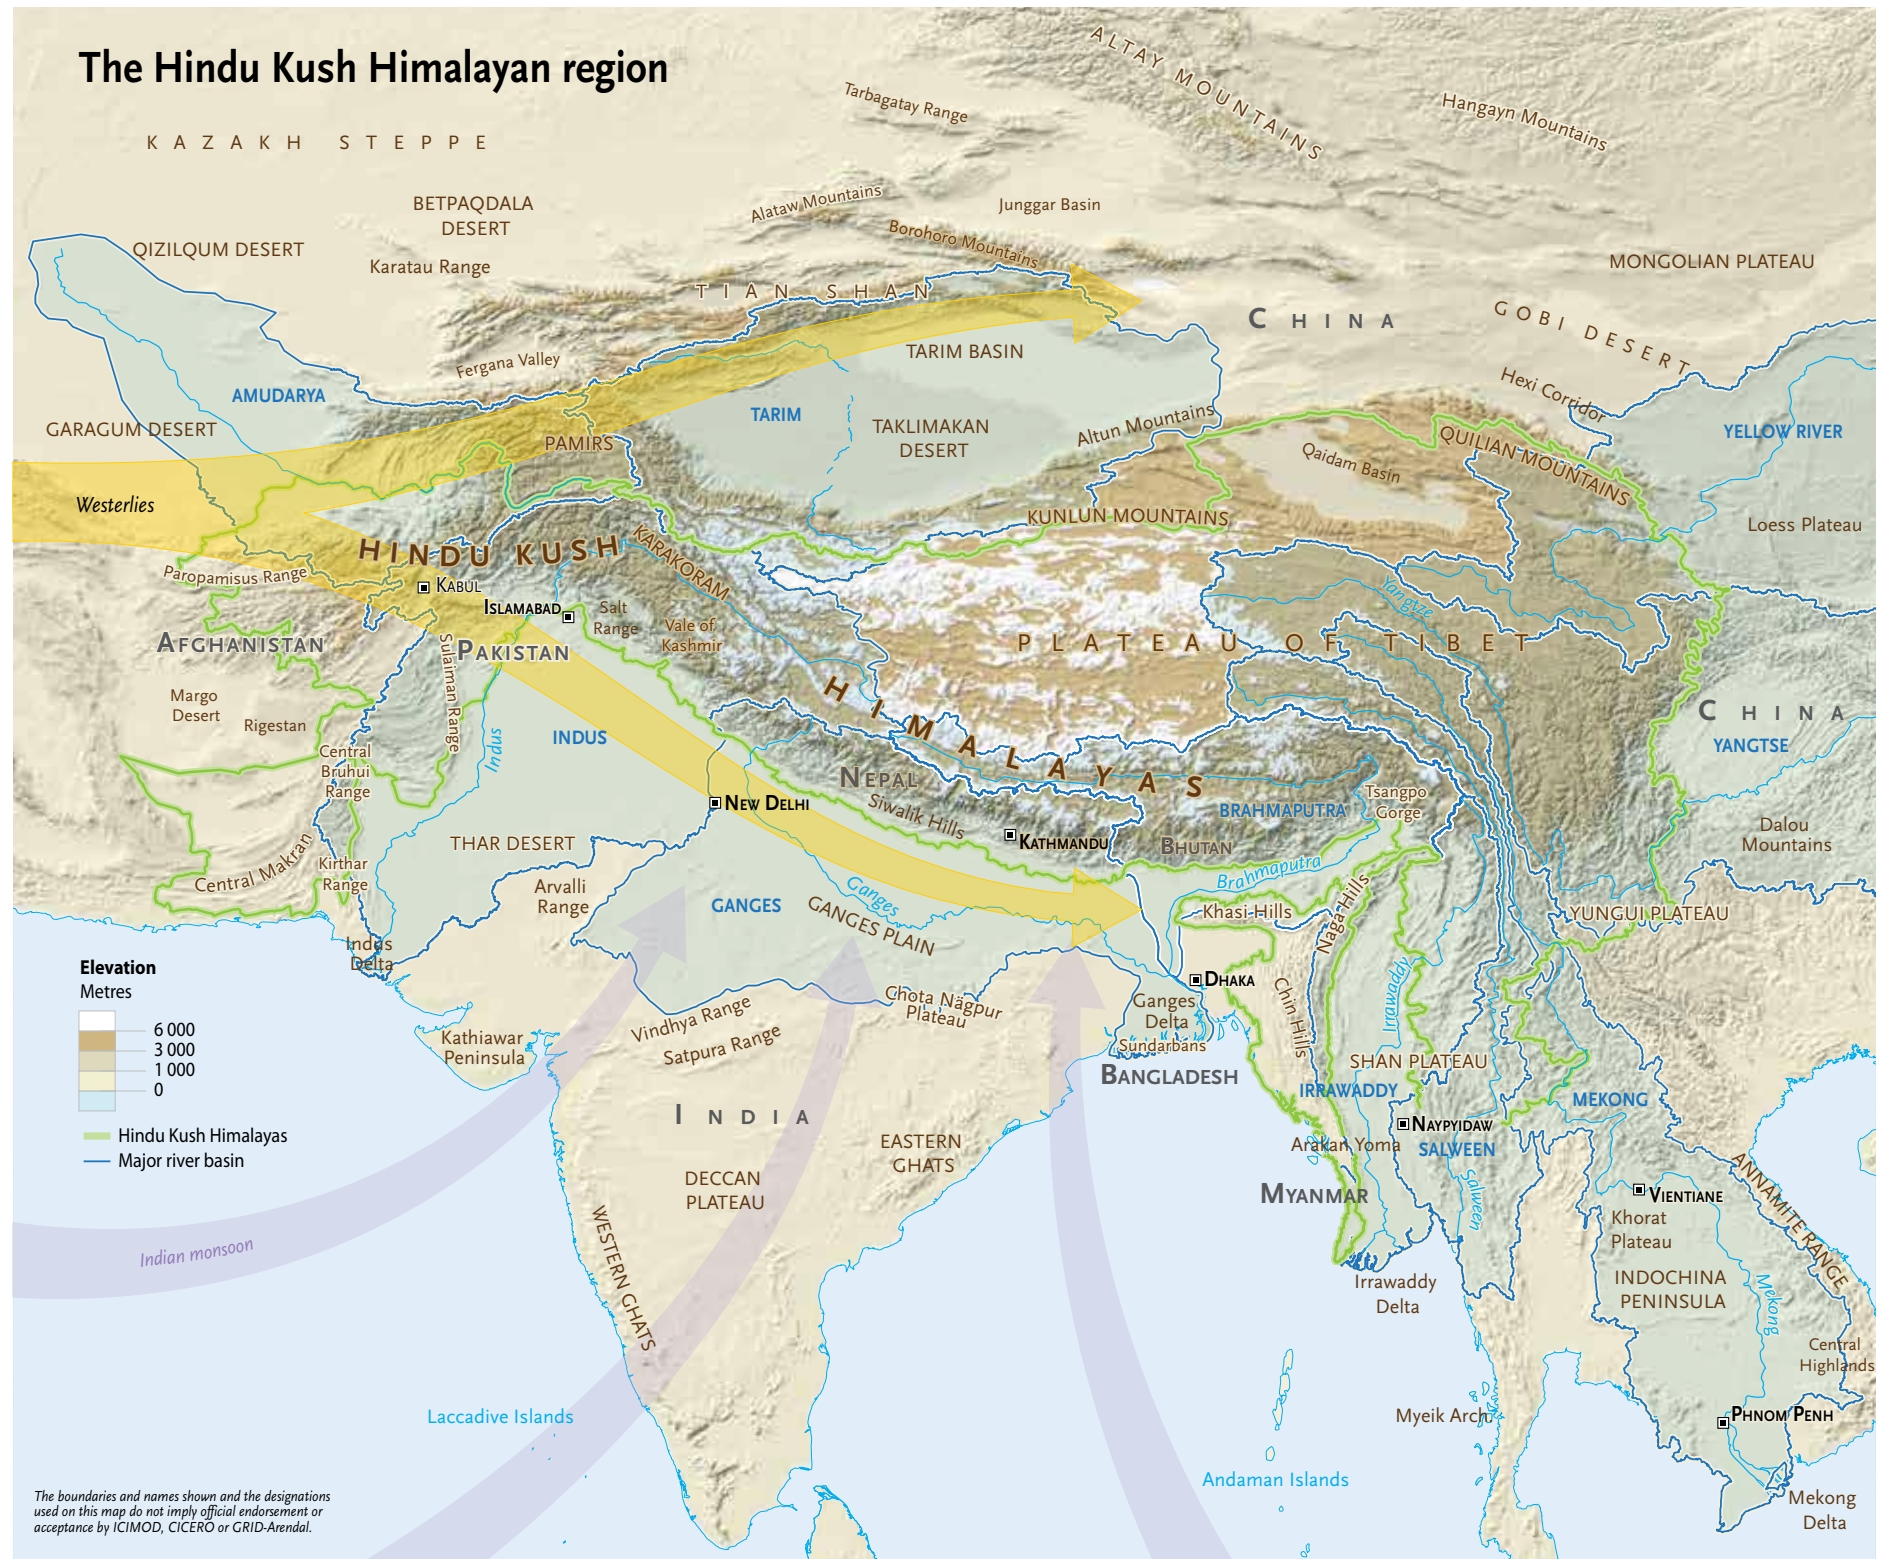 The Hindu Kush Himalayan region
ALTAY MOUNTAINS
Tarbagatay Range
Hangayn Mountains
KAZAKH STEPPE
BETPAQDALA
DESERT
Alataw Mountains
Junggar Basin
QIZILQUM DESERT
Karatau Range
Borohoro Mountains
MONGOLIAN PLATEAU
TIAN SHAN
CHINA
GOBI DESERT
Fergana Valley
TARIM BASIN
Hexi Corridor
AMUDARYA
TARIM
GARAGUM DESERT
PAMIRS
TAKLIMAKAN
DESERT
Altun Mountains
QUILIAN MOUNTAINS
YELLOW RIVER
Qaidam Basin
Westerlies
KUNLUN MOUNTAINS
Loess Plateau
HINDU KUSH
KARAKORAM
Paropamisus Range
KABUL
ISLAMABAD
Salt
Range
Vale of
Kashmir
Yangtze
AFGHANISTAN
PAKISTAN
PLATEAU OF TIBET
Sulaiman Range
Margo
Desert
Rigestan
HIMALAYAS
CHINA
YANGTSE
Indus
INDUS
Central
Bruhui
Range
NEPAL
Siwalik Hills
NEW DELHI
BRAHMAPUTRA
Tsangpo
Gorge
KATHMANDU
BHUTAN
Dalou
Mountains
THAR DESERT
Central Makran
Kirthar
Range
Arvalli
Range
Brahmaputra
GANGES
Ganges
GANGES PLAIN
Khasi Hills
Naga Hills
YUNGUI PLATEAU
Indus
Delta
Elevation
Metres
6 000
3 000
1 000
0
Hindu Kush Himalayas
Major river basin
DHAKA
Chin Hills
Irrawaddy
Ganges
Delta
Sundarbans
Vindhya Range
Chota Nägpur
Plateau
Kathiawar
Peninsula
Satpura Range
SHAN PLATEAU
BANGLADESH
IRRAWADDY
MEKONG
INDIA
NAYPYIDAW
Arakan Yoma
SALWEEN
EASTERN
GHATS
DECCAN
PLATEAU
ANNAMITE RANGE
MYANMAR
Salween
VIENTIANE
Khorat
Plateau
WESTERN GHATS
Indian monsoon
Irrawaddy
Delta
INDOCHINA
PENINSULA
Mekong
Central
Highlands
Laccadive Islands
Myeik Arch.
PHNOM PENH
Andaman Islands
Mekong
Delta
The boundaries and names shown and the designations
used on this map do not imply official endorsement or
acceptance by ICIMOD, CICERO or GRID-Arendal.